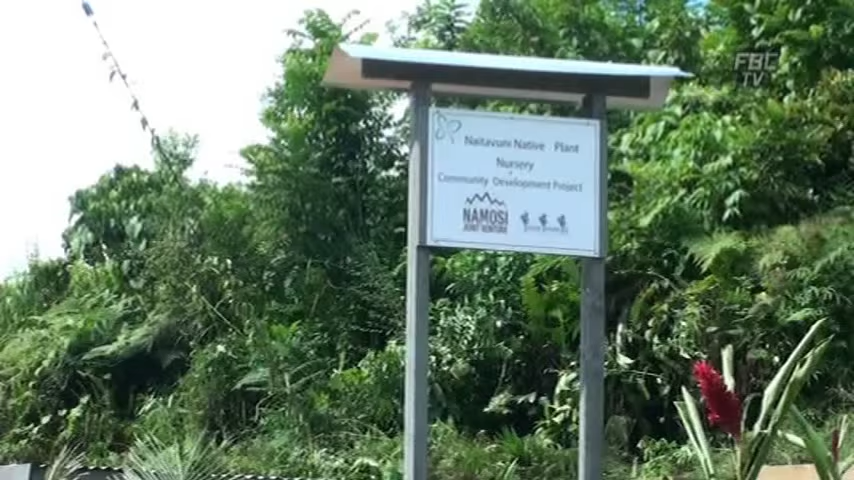 FBC
TV
Naitavuni Native Plant
Nursery
Community Development Project
NAMOSI
JOINT VENTURE